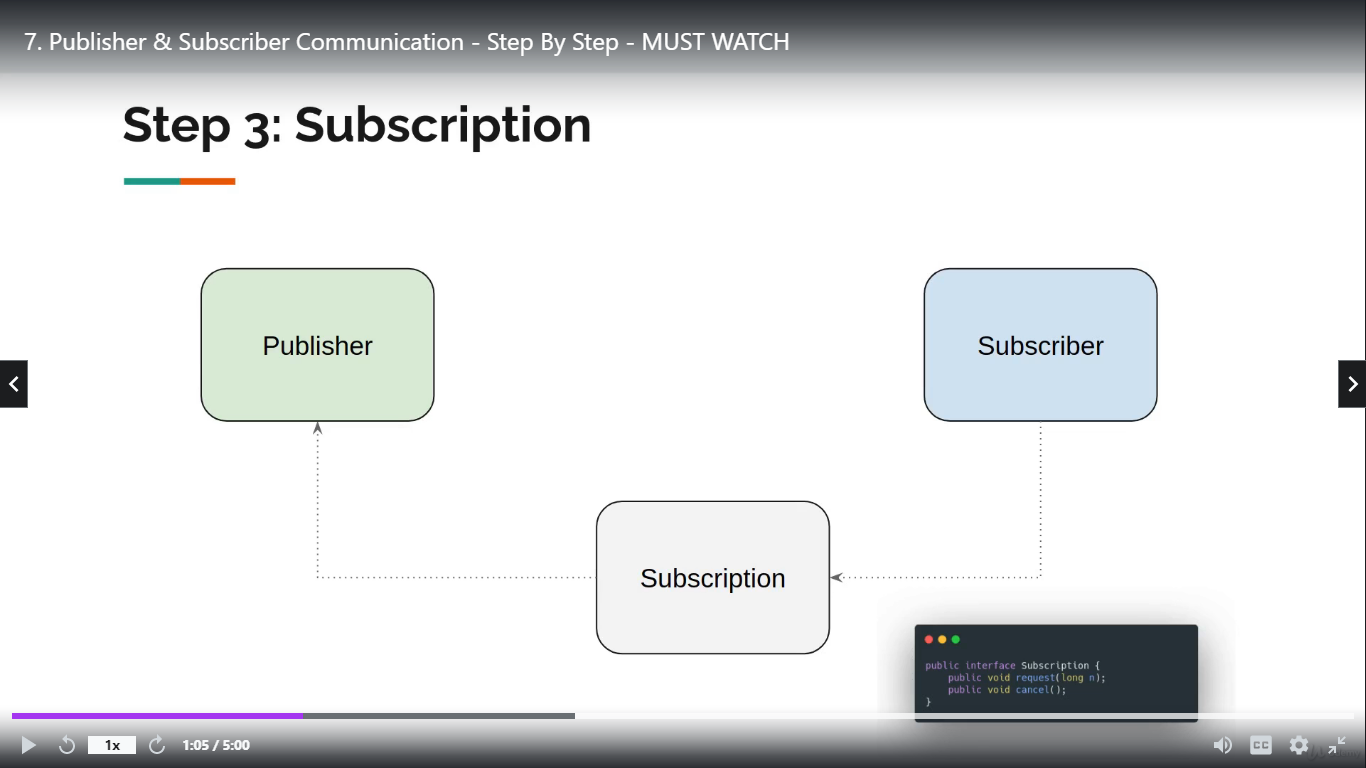 7. Publisher & Subscriber Communication - Step By Step - MUST WATCH
Step 3: Subscription
Publisher
Subscriber
Subscription
public interface Subscription {
public void request(long n);
public void cancel();
}
1x
1:05 / 5:00
CC